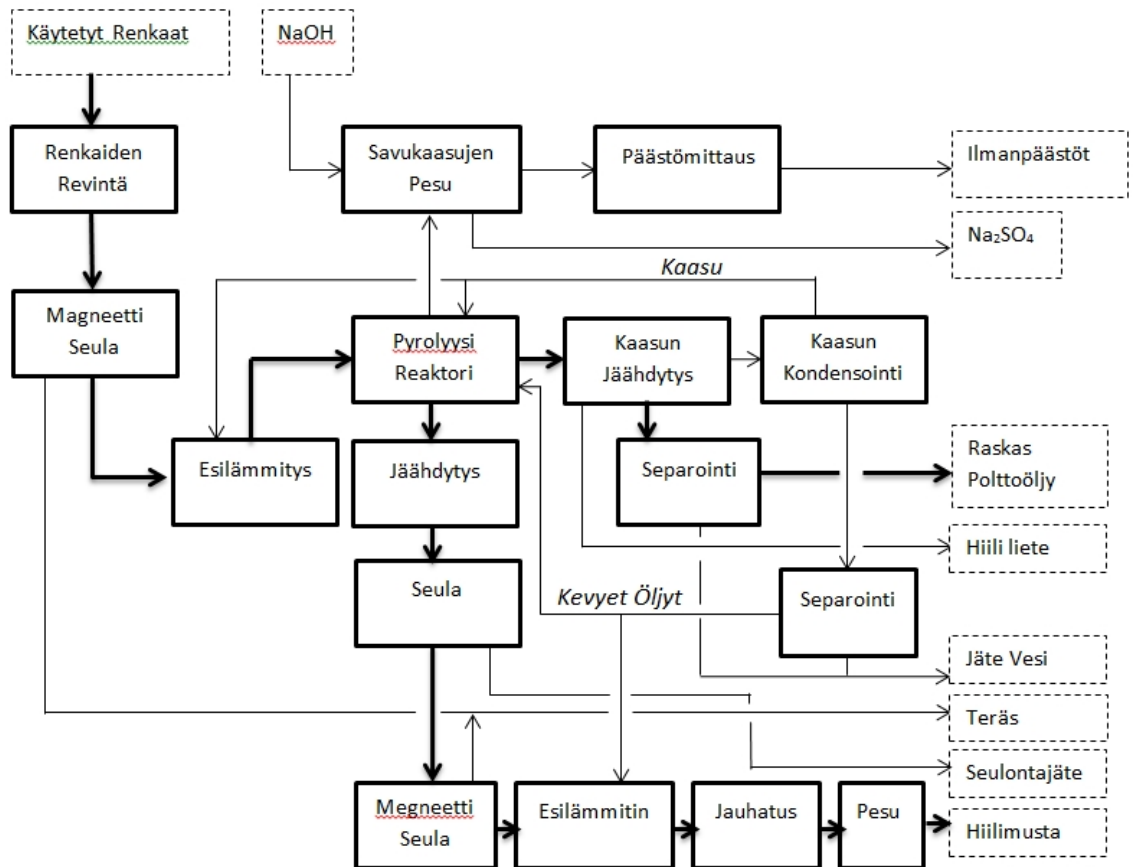 Käytetyt Renkaat
NaOH
Renkaiden
Revintä
Savukaasujen
Pesu
Päästömittaus
Ilmanpäästöt
Na₂SO₄
Kaasu
Magneetti
Seula
Pyrolyysi
Reaktori
Kaasun
Jäähdytys
Kaasun
Kondensointi
Esilämmitys
Jäähdytys
Separointi
Raskas
Polttoöljy
Hiili liete
Seula
Kevyet Öljyt
Separointi
Jäte Vesi
Teräs
Seulontajäte
Megneetti
Seula
Esilämmitin
Jauhatus
Pesu
Hiilimusta